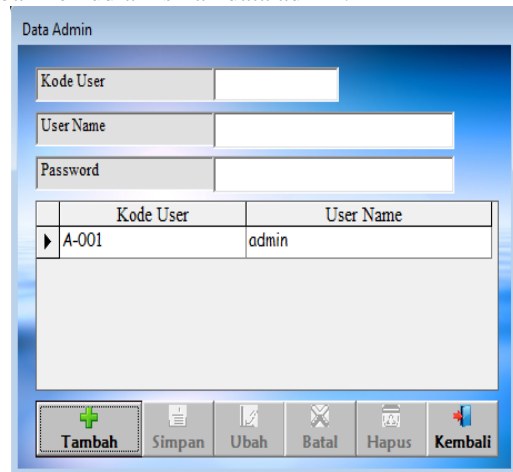 Data Admin
Kode User
User Name
Password
Kode User User Name
A-001 admin
Tambah Simpan Ubah Batal Hapus Kembali